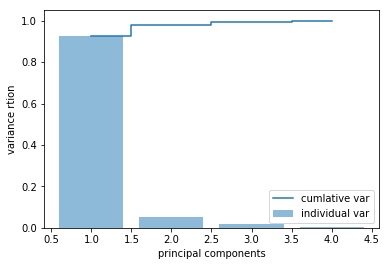 1.0
0.8
0.6
0.4
0.2
0.0
variance rtion
cumlative var
individual var
0.5 1.0 1.5 2.0 2.5 3.0 3.5 4.0 4.5
principal components